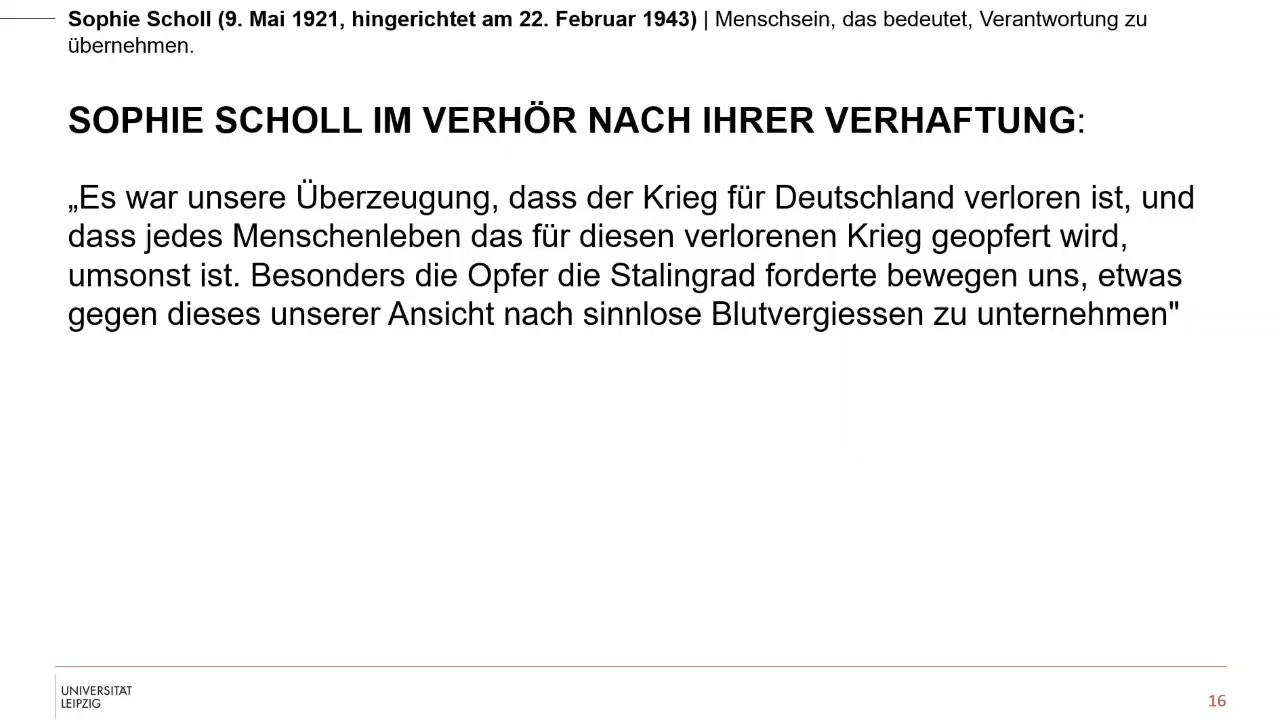 Sophie Scholl (9. Mai 1921, hingerichtet am 22. Februar 1943) | Menschsein, das bedeutet, Verantwortung zu
übernehmen.
SOPHIE SCHOLL IM VERHÖR NACH IHRER VERHAFTUNG:
„Es war unsere Überzeugung, dass der Krieg für Deutschland verloren ist, und
dass jedes Menschenleben das für diesen verlorenen Krieg geopfert wird,
umsonst ist. Besonders die Opfer die Stalingrad forderte bewegen uns, etwas
gegen dieses unserer Ansicht nach sinnlose Blutvergiessen zu unternehmen"
UNIVERSITÄT
LEIPZIG
16